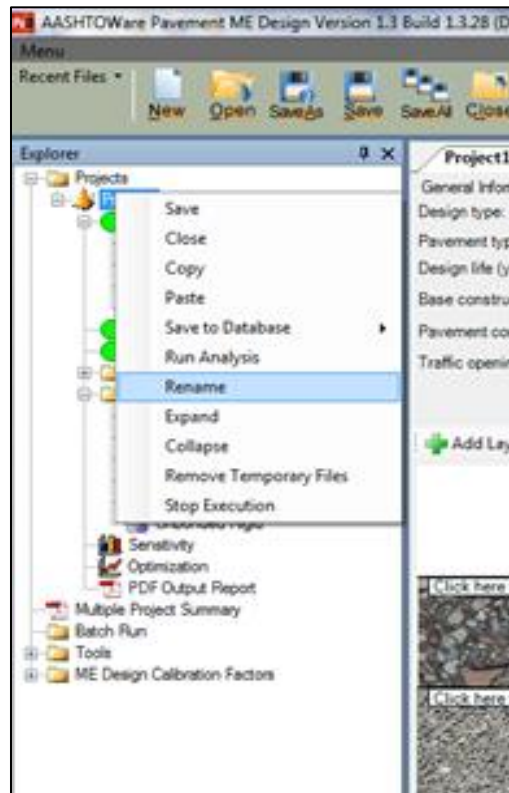 AASHTOWare Pavement ME Design Version 1.3 Build 1.3.28 (D
Menu
Recent Files
New Open SaveAs Save SaveAll Close
Explorer
Projects
Save
Close
Copy
Paste
Save to Database
Run Analysis
Rename
Expand
Collapse
Remove Temporary Files
Stop Execution
Unbonded Rigid
Sensitivity
Optimization
PDF Output Report
Multiple Project Summary
Batch Run
Tools
ME Design Calibration Factors
Project1
General Infor
Design type:
Pavement typ
Design life (y
Base constru
Pavement co
Traffic openin
Add Lay
Click here
Click here